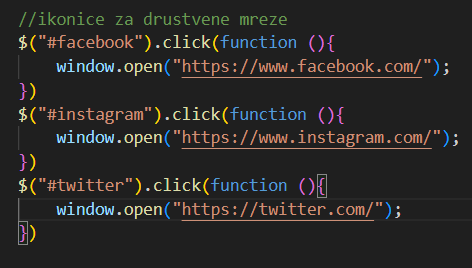 //ikonice za drustvene mreze
$("#facebook").click(function (){
    window.open("https://www.facebook.com/");
})
$("#instagram").click(function (){
    window.open("https://www.instagram.com/");
})
$("#twitter").click(function (){
    window.open("https://twitter.com/");
})